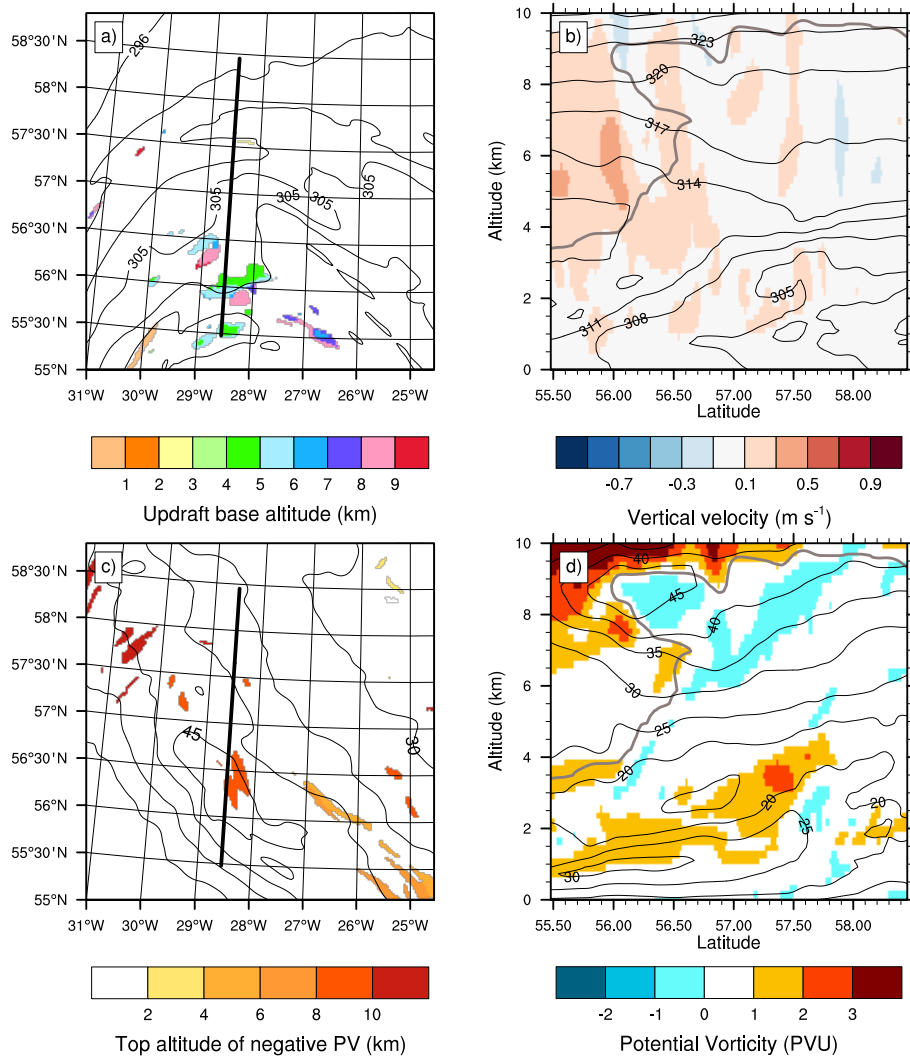 a)
58°30'N
58°N
57°30'N
57°N
56°30'N
56°N
55°30'N
55°N
31°W 30°W 29°W 28°W 27°W 26°W 25°W
296
305
305
305
305
305
1 2 3 4 5 6 7 8 9
Updraft base altitude (km)
b)
Altitude (km)
10
8
6
4
2
0
323
320
317
314
311
308
305
55.50 56.00 56.50 57.00 57.50 58.00
Latitude
-0.7 -0.3 0.1 0.5 0.9
Vertical velocity (m s⁻¹)
c)
58°30'N
58°N
57°30'N
57°N
56°30'N
56°N
55°30'N
55°N
31°W 30°W 29°W 28°W 27°W 26°W 25°W
45
30
2 4 6 8 10
Top altitude of negative PV (km)
d)
Altitude (km)
10
8
6
4
2
0
40
45
40
35
30
25
20
20
20
25
30
55.50 56.00 56.50 57.00 57.50 58.00
Latitude
-2 -1 0 1 2 3
Potential Vorticity (PVU)